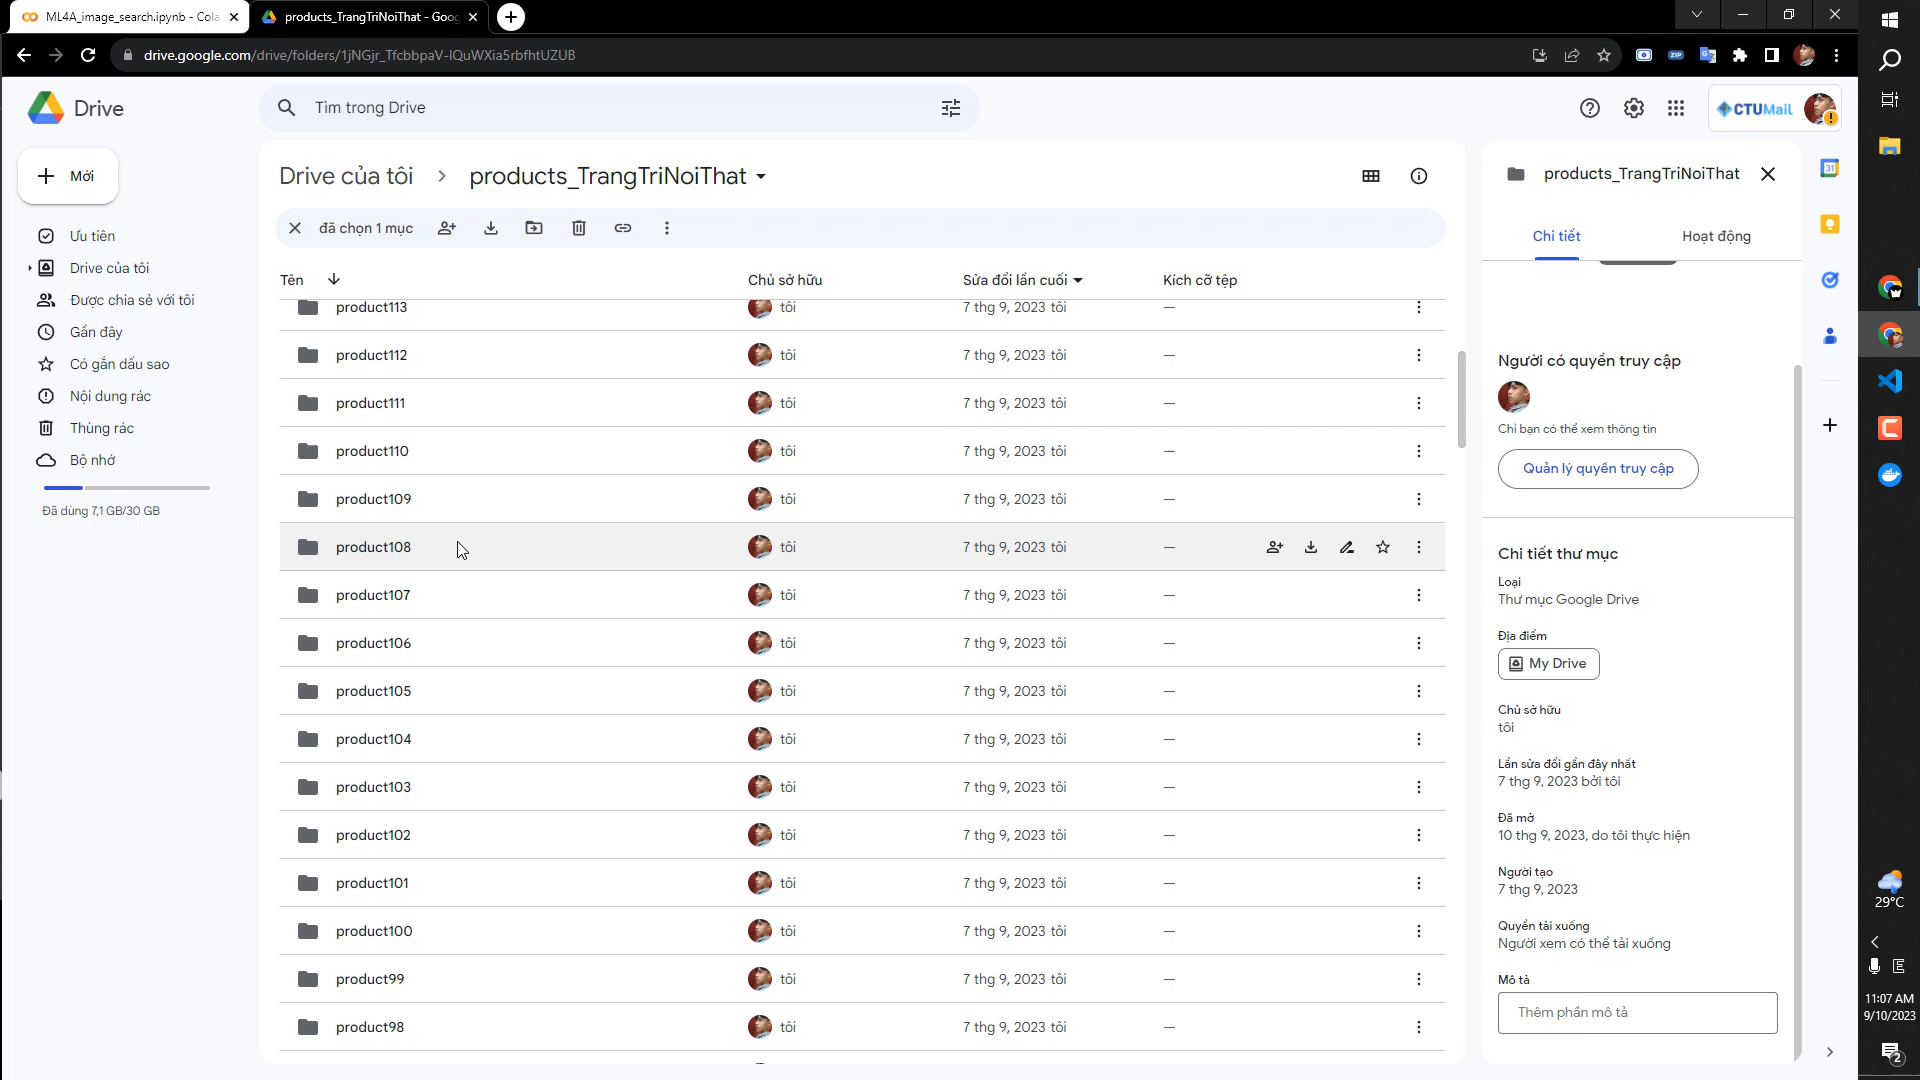 ML4A_image_search.ipynb - Cola
products_TrangTriNoiThat - Goog
drive.google.com/drive/folders/1jNGjr_TfcbbpaV-IQuWXia5rbfhtUZUB
ZIP
Drive
Tìm trong Drive
CTUMail
Mới
Ưu tiên
Drive của tôi
Được chia sẻ với tôi
Gần đây
Có gắn dấu sao
Nội dung rác
Thùng rác
Bộ nhớ
Đã dùng 7,1 GB/30 GB
Drive của tôi
products_TrangTriNoiThat
đã chọn 1 mục
Tên Chủ sở hữu Sửa đổi lần cuối Kích cỡ tệp
product113 tôi 7 thg 9, 2023 tôi —
product112 tôi 7 thg 9, 2023 tôi —
product111 tôi 7 thg 9, 2023 tôi —
product110 tôi 7 thg 9, 2023 tôi —
product109 tôi 7 thg 9, 2023 tôi —
product108 tôi 7 thg 9, 2023 tôi —
product107 tôi 7 thg 9, 2023 tôi —
product106 tôi 7 thg 9, 2023 tôi —
product105 tôi 7 thg 9, 2023 tôi —
product104 tôi 7 thg 9, 2023 tôi —
product103 tôi 7 thg 9, 2023 tôi —
product102 tôi 7 thg 9, 2023 tôi —
product101 tôi 7 thg 9, 2023 tôi —
product100 tôi 7 thg 9, 2023 tôi —
product99 tôi 7 thg 9, 2023 tôi —
product98 tôi 7 thg 9, 2023 tôi —
products_TrangTriNoiThat
Chi tiết
Hoạt động
Người có quyền truy cập
Chỉ bạn có thể xem thông tin
Quản lý quyền truy cập
Chi tiết thư mục
Loại
Thư mục Google Drive
Địa điểm
My Drive
Chủ sở hữu
tôi
Lần sửa đổi gần đây nhất
7 thg 9, 2023 bởi tôi
Đã mở
10 thg 9, 2023, do tôi thực hiện
Người tạo
7 thg 9, 2023
Quyền tải xuống
Người xem có thể tải xuống
Mô tả
Thêm phần mô tả
31
29°C
E
11:07 AM
9/10/2023
2